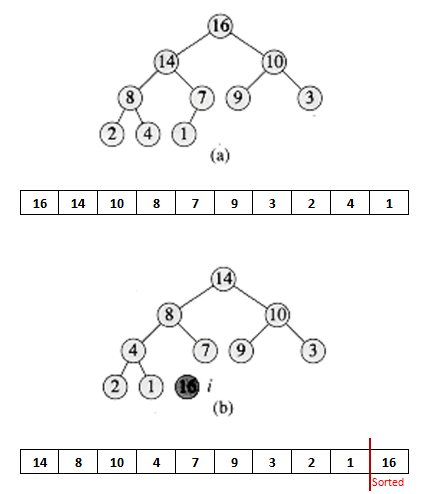 16
14 10
8 7 9 3
2 4 1
(a)
16 14 10 8 7 9 3 2 4 1
14
8 10
4 7 9 3
2 1 16 i
(b)
14 8 10 4 7 9 3 2 1 16
Sorted